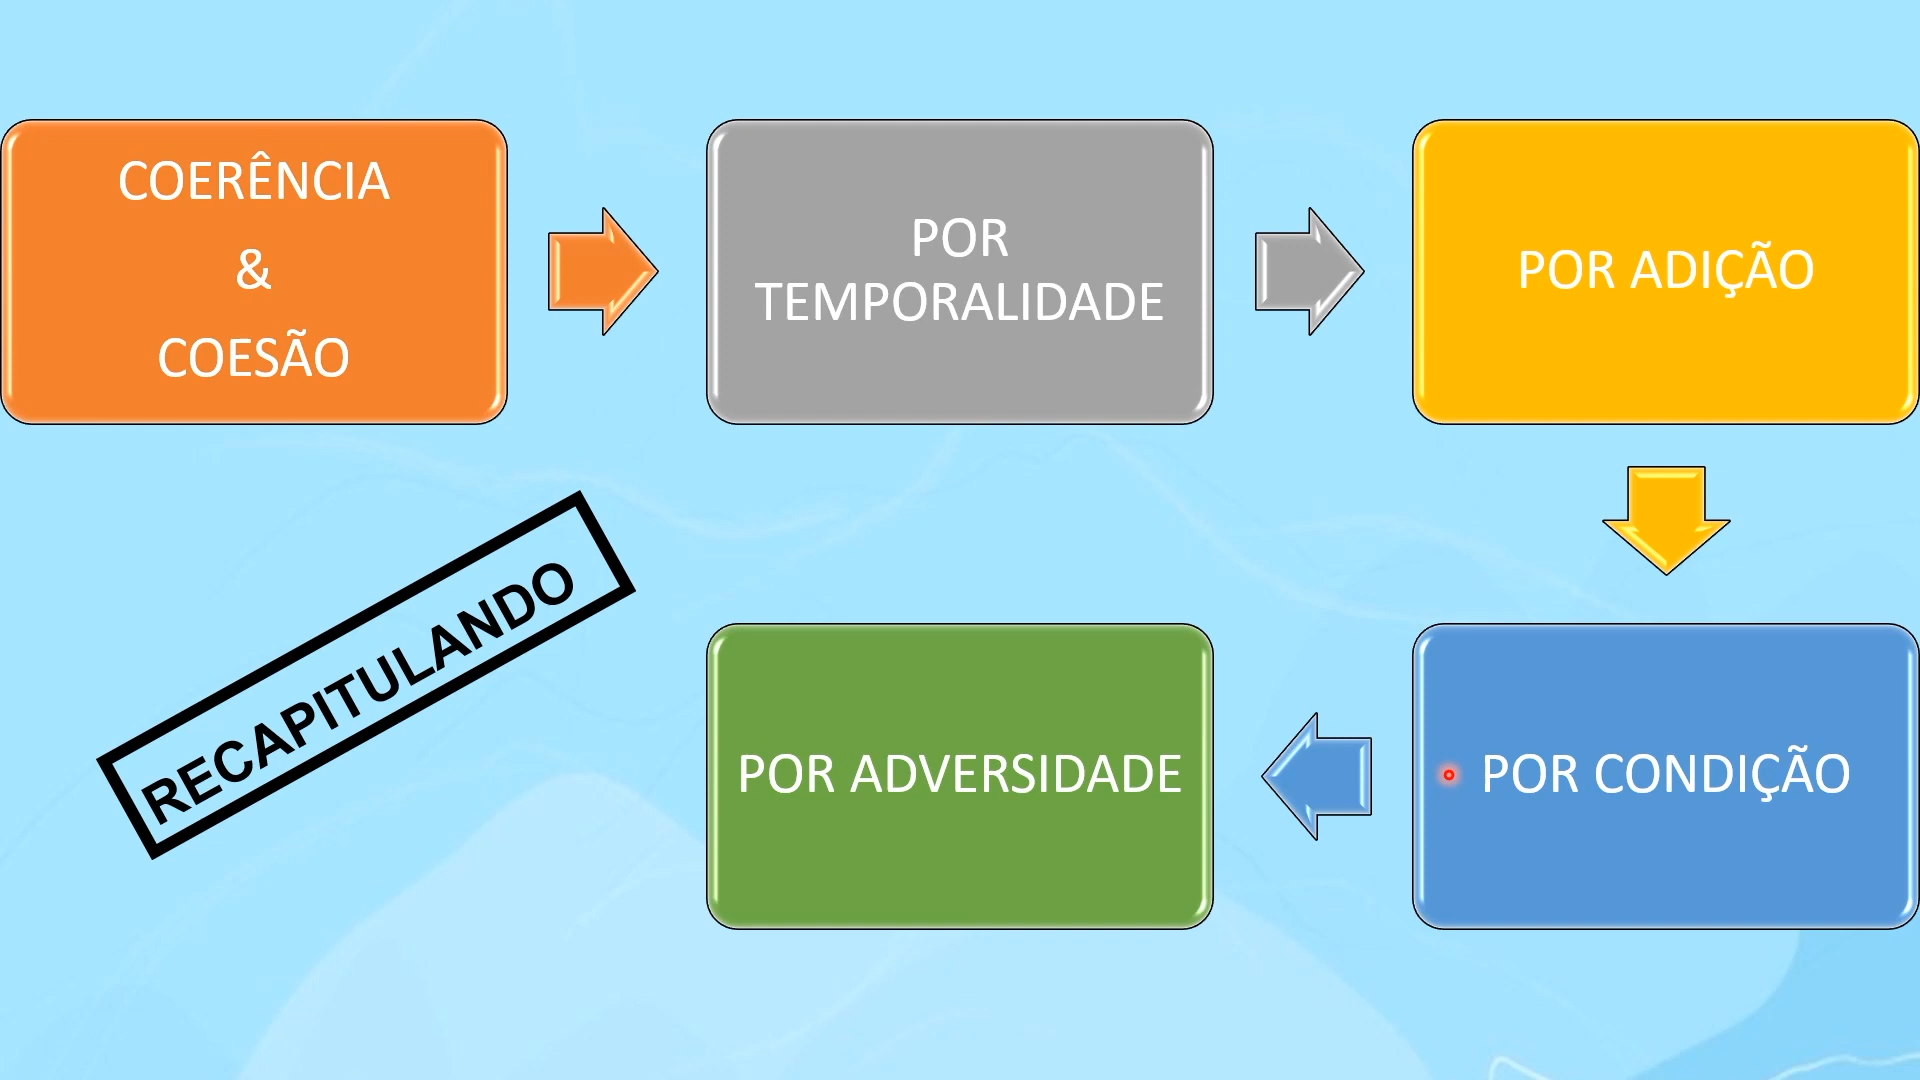 COERÊNCIA
&
COESÃO
POR
TEMPORALIDADE
POR ADIÇÃO
POR CONDIÇÃO
POR ADVERSIDADE
RECAPITULANDO